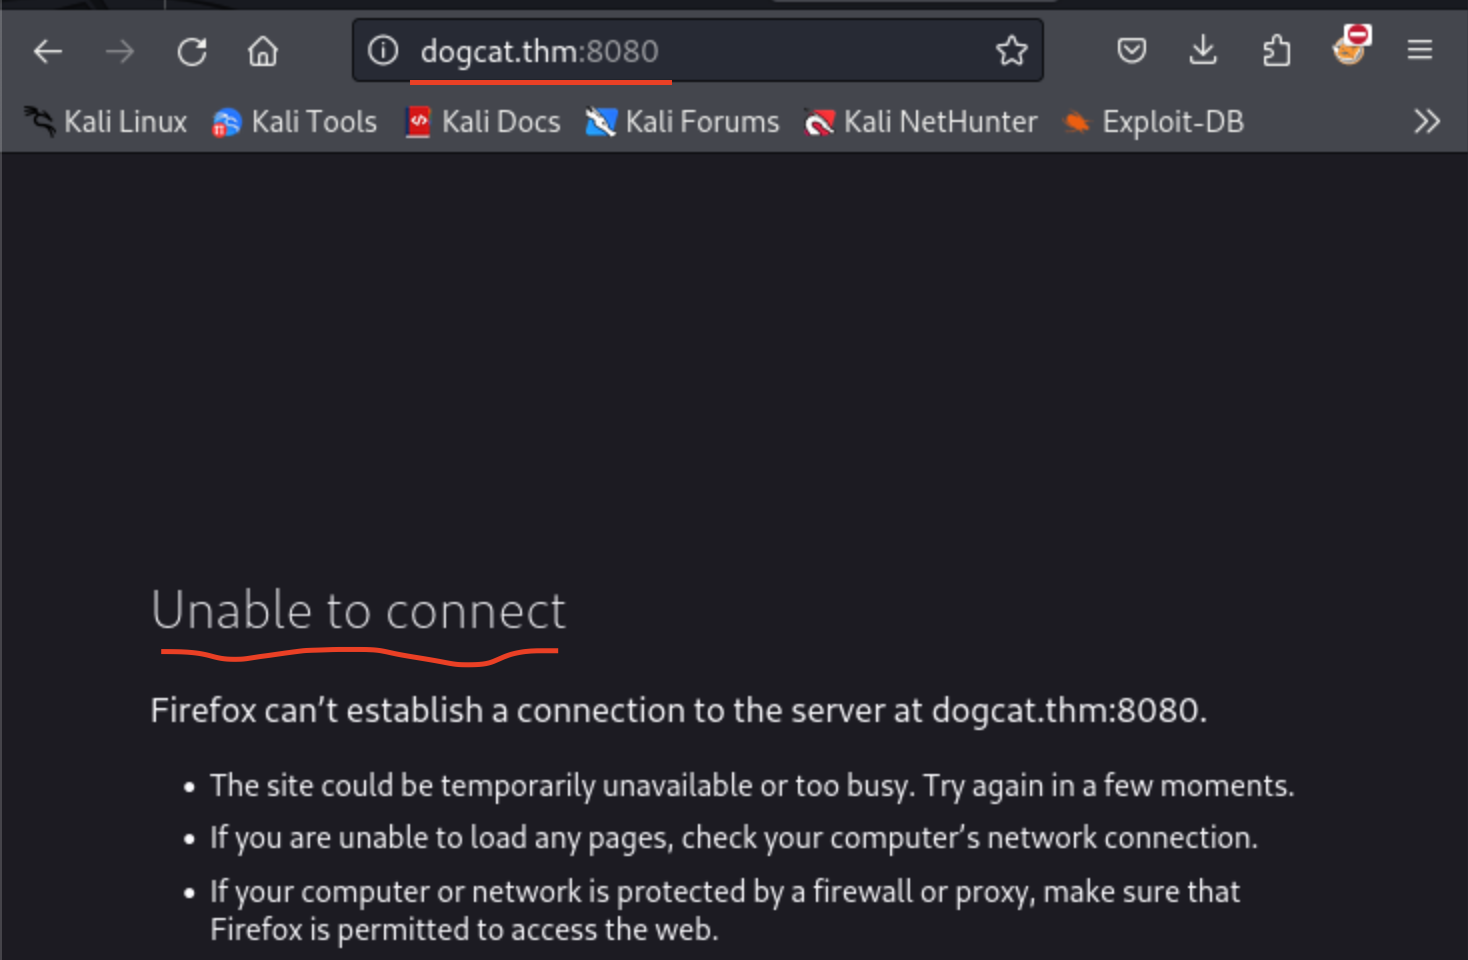 dogcat.thm:8080
Kali Linux Kali Tools Kali Docs Kali Forums Kali NetHunter Exploit-DB
Unable to connect
Firefox can’t establish a connection to the server at dogcat.thm:8080.
• The site could be temporarily unavailable or too busy. Try again in a few moments.
• If you are unable to load any pages, check your computer’s network connection.
• If your computer or network is protected by a firewall or proxy, make sure that
Firefox is permitted to access the web.